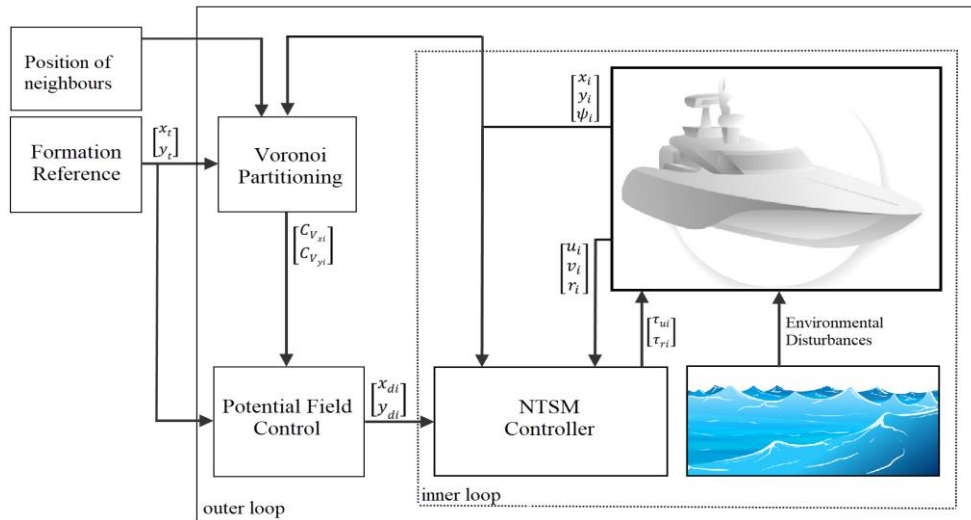 Position of
neighbours
Formation
Reference
[x_t
y_t]
Voronoi
Partitioning
[C_{V_{xi}}
C_{V_{yi}}]
Potential Field
Control
[x_{di}
y_{di}]
NTSM
Controller
[x_i
y_i
ψ_i]
[u_i
v_i
r_i]
[τ_{ui}
τ_{ri}]
Environmental
Disturbances
inner loop
outer loop